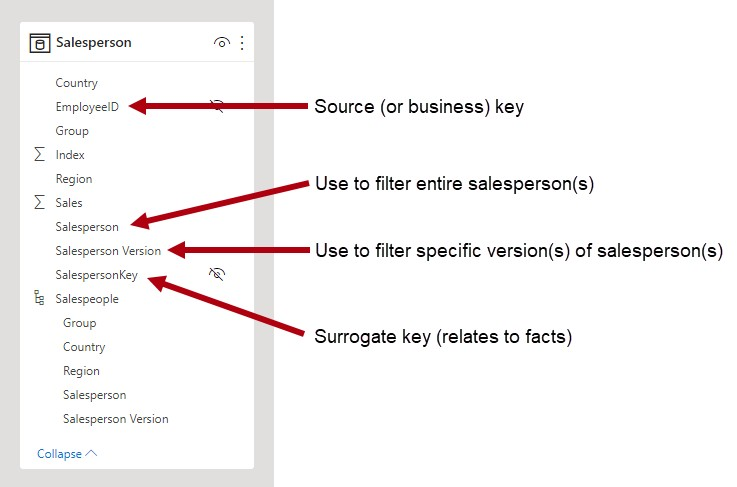 Salesperson
Country
EmployeeID
Source (or business) key
Group
Index
Region
Use to filter entire salesperson(s)
Sales
Salesperson
Salesperson Version
Use to filter specific version(s) of salesperson(s)
SalespersonKey
Salespeople
Group
Surrogate key (relates to facts)
Country
Region
Salesperson
Salesperson Version
Collapse